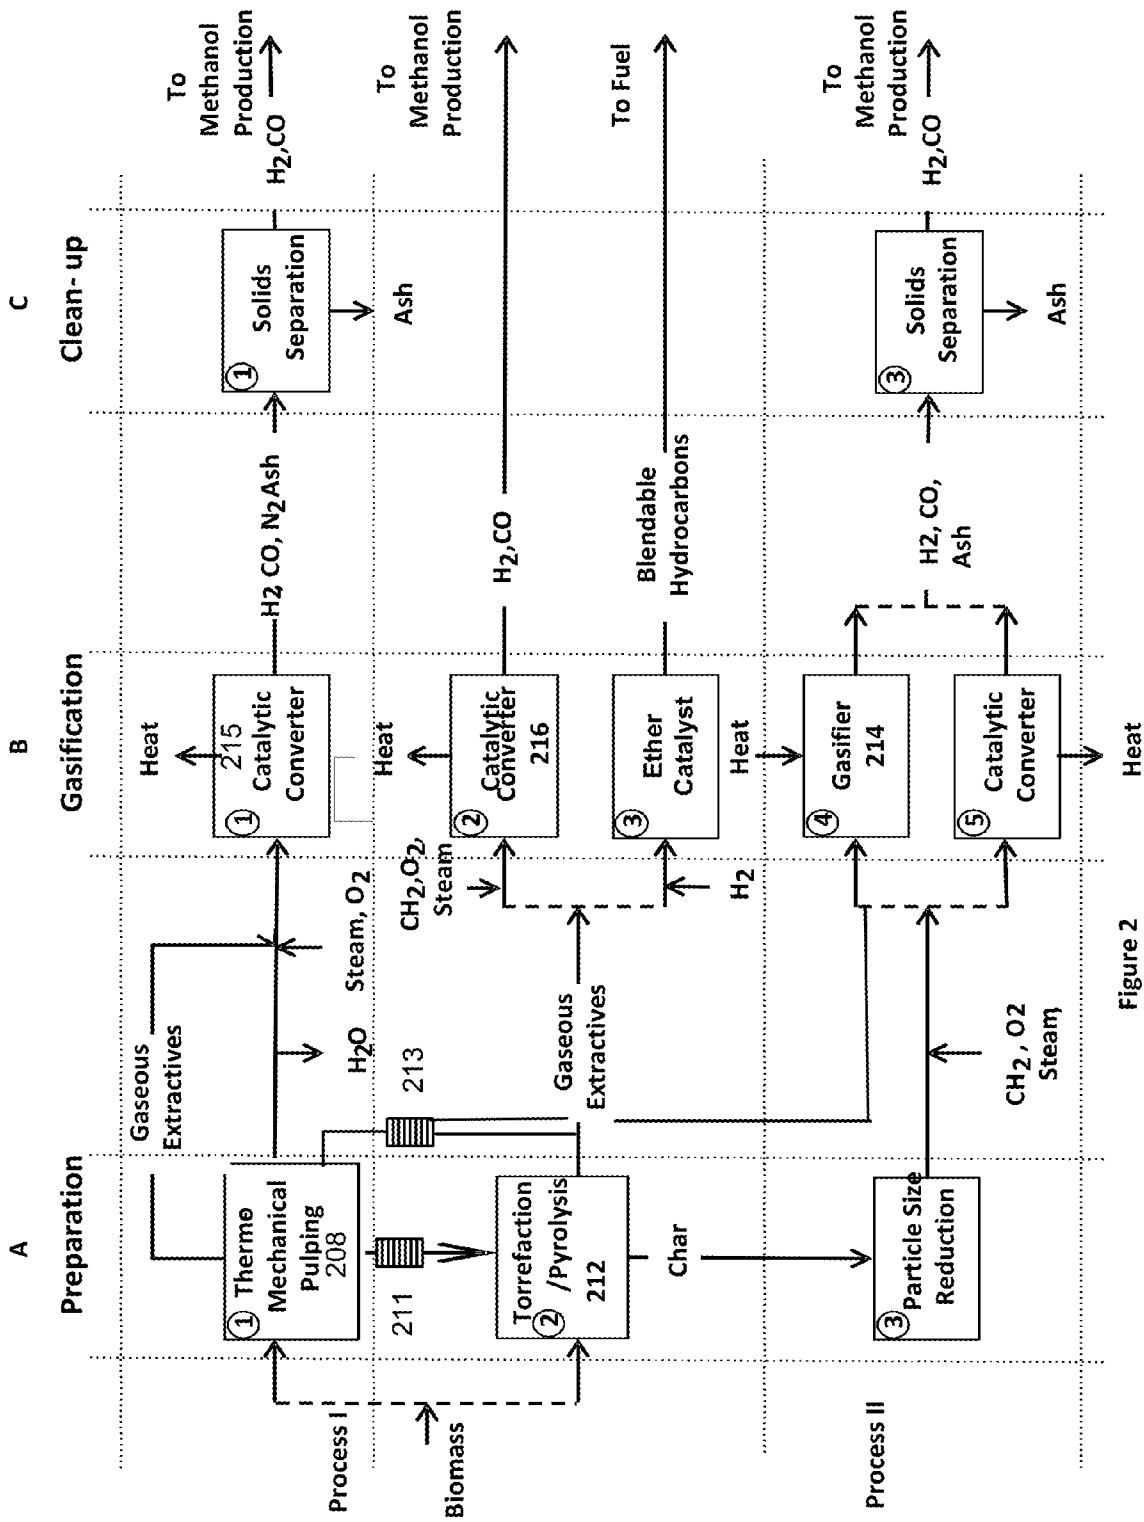 A
B
C
Preparation
Gasification
Clean-up
Process I
Biomass
Process II
Gaseous
Extractives
1
Thermo
Mechanical
Pulping
208
H2O
Steam, O2
Heat
215
1
Catalytic
Converter
H2, CO, N2 Ash
1
Solids
Separation
Ash
H2,CO
To
Methanol
Production
211
213
Torrefaction
2
/Pyrolysis
212
Gaseous
Extractives
CH2,O2,
Steam
Heat
2
Catalytic
Converter
216
H2,CO
To
Methanol
Production
H2
3
Ether
Catalyst
Blendable
Hydrocarbons
To Fuel
Char
3
Particle Size
Reduction
CH2 , O2
Steam,
Heat
4
Gasifier
214
5
Catalytic
Converter
Heat
H2, CO,
Ash
3
Solids
Separation
Ash
H2,CO
To
Methanol
Production
Figure 2